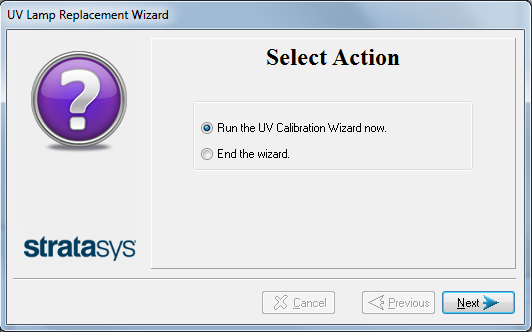 UV Lamp Replacement Wizard
Select Action
?
Run the UV Calibration Wizard now.
End the wizard.
stratasys
Cancel
Previous
Next